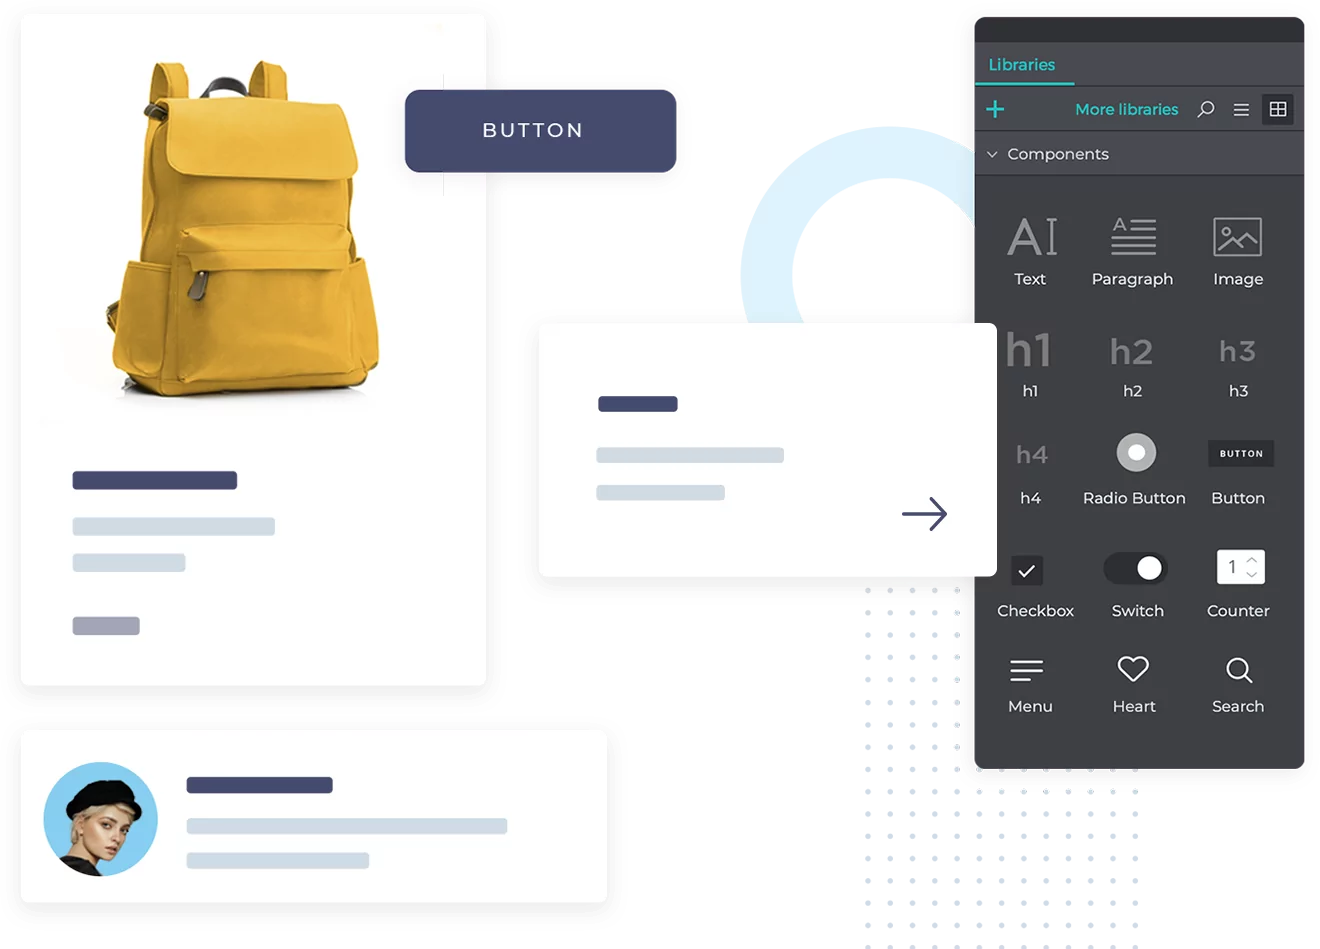 BUTTON
Libraries
More libraries
Components
A
Text
A
Paragraph
Image
h1
h1
h2
h2
h3
h3
h4
h4
Radio Button
BUTTON
Button
Checkbox
Switch
1
Counter
Menu
Heart
Search